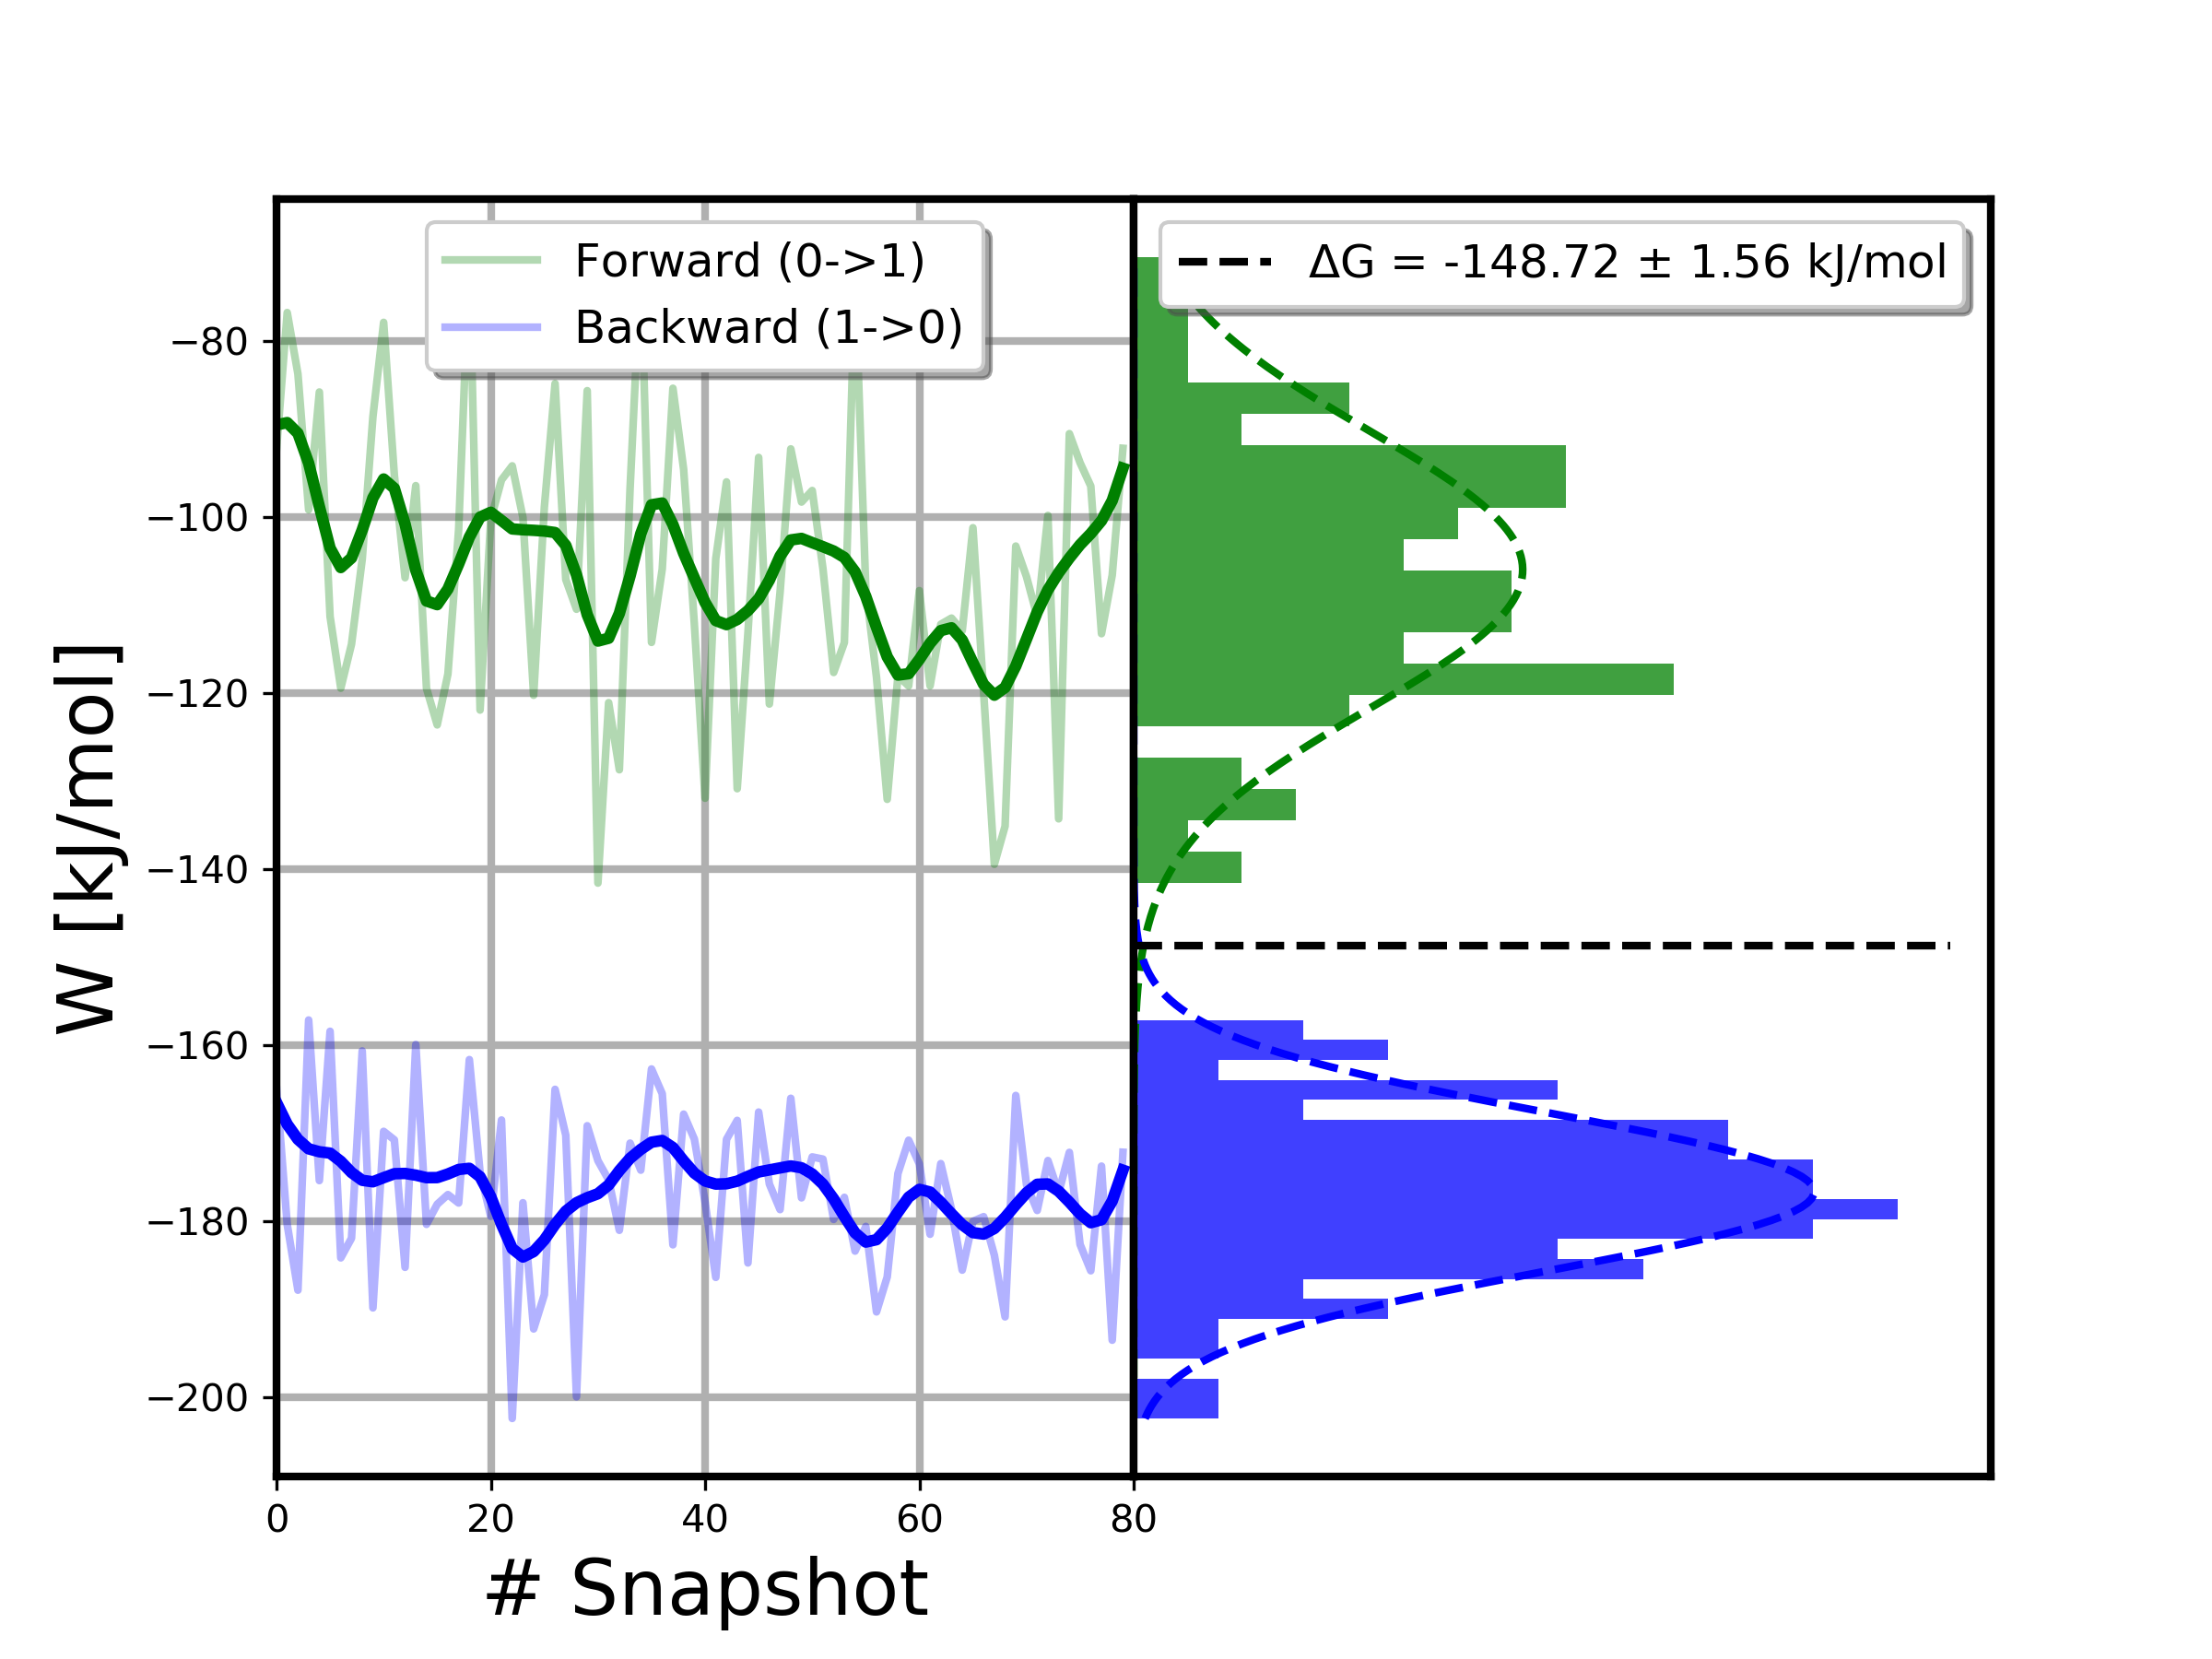 Forward (0->1)
Backward (1->0)
ΔG = -148.72 ± 1.56 kJ/mol
W [kJ/mol]
−80
−100
−120
−140
−160
−180
−200
0 20 40 60 80
# Snapshot